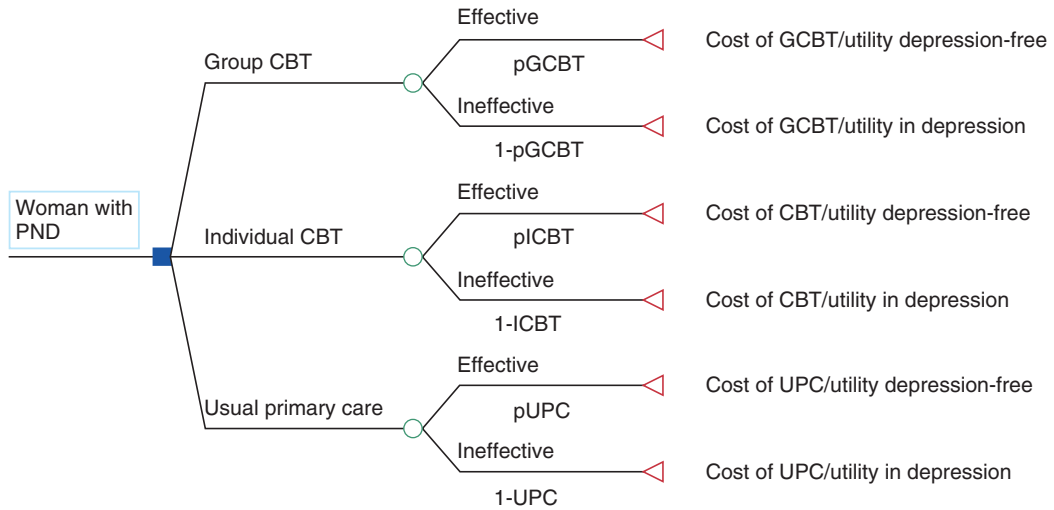 Effective
Cost of GCBT/utility depression-free
pGCBT
Group CBT
Ineffective
Cost of GCBT/utility in depression
1-pGCBT
Woman with
PND
Effective
Cost of CBT/utility depression-free
pICBT
Individual CBT
Ineffective
Cost of CBT/utility in depression
1-ICBT
Effective
Cost of UPC/utility depression-free
pUPC
Usual primary care
Ineffective
Cost of UPC/utility in depression
1-UPC